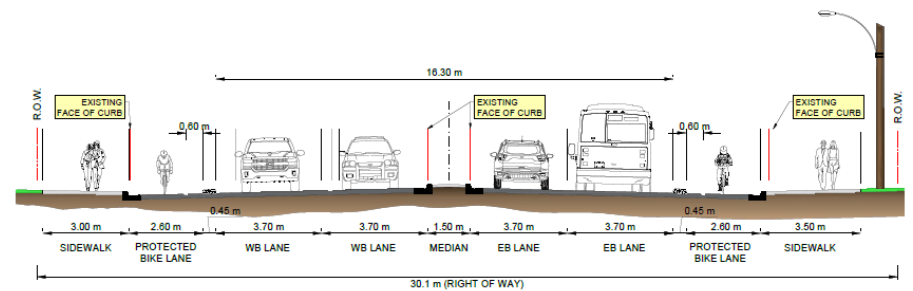 16.30 m
R.O.W.
EXISTING
FACE OF CURB
EXISTING
FACE OF CURB
EXISTING
FACE OF CURB
R.O.W.
0.60 m
0.60 m
0.45 m
0.45 m
3.00 m 2.60 m 3.70 m 3.70 m 1.50 m 3.70 m 3.70 m 2.60 m 3.50 m
SIDEWALK PROTECTED BIKE LANE WB LANE WB LANE MEDIAN EB LANE EB LANE PROTECTED BIKE LANE SIDEWALK
30.1 m (RIGHT OF WAY)